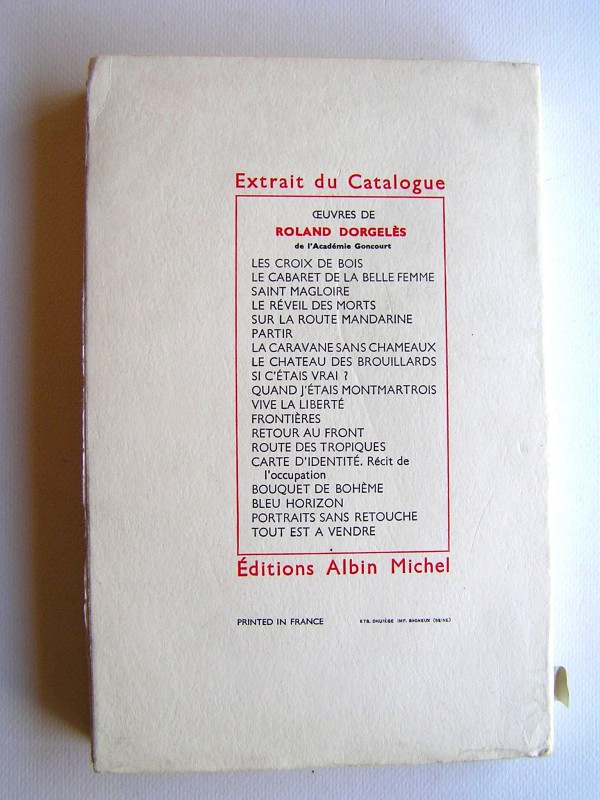 Extrait du Catalogue
ŒUVRES DE
ROLAND DORGELÈS
de l'Académie Goncourt
LES CROIX DE BOIS
LE CABARET DE LA BELLE FEMME
SAINT MAGLOIRE
LE RÉVEIL DES MORTS
SUR LA ROUTE MANDARINE
PARTIR
LA CARAVANE SANS CHAMEAUX
LE CHATEAU DES BROUILLARDS
SI C'ÉTAIS VRAI ?
QUAND J'ÉTAIS MONTMARTROIS
VIVE LA LIBERTÉ
FRONTIÈRES
RETOUR AU FRONT
ROUTE DES TROPIQUES
CARTE D'IDENTITÉ. Récit de
l'occupation
BOUQUET DE BOHÈME
BLEU HORIZON
PORTRAITS SANS RETOUCHE
TOUT EST A VENDRE
Éditions Albin Michel
PRINTED IN FRANCE IMP. BAGNEUX (SEINE)